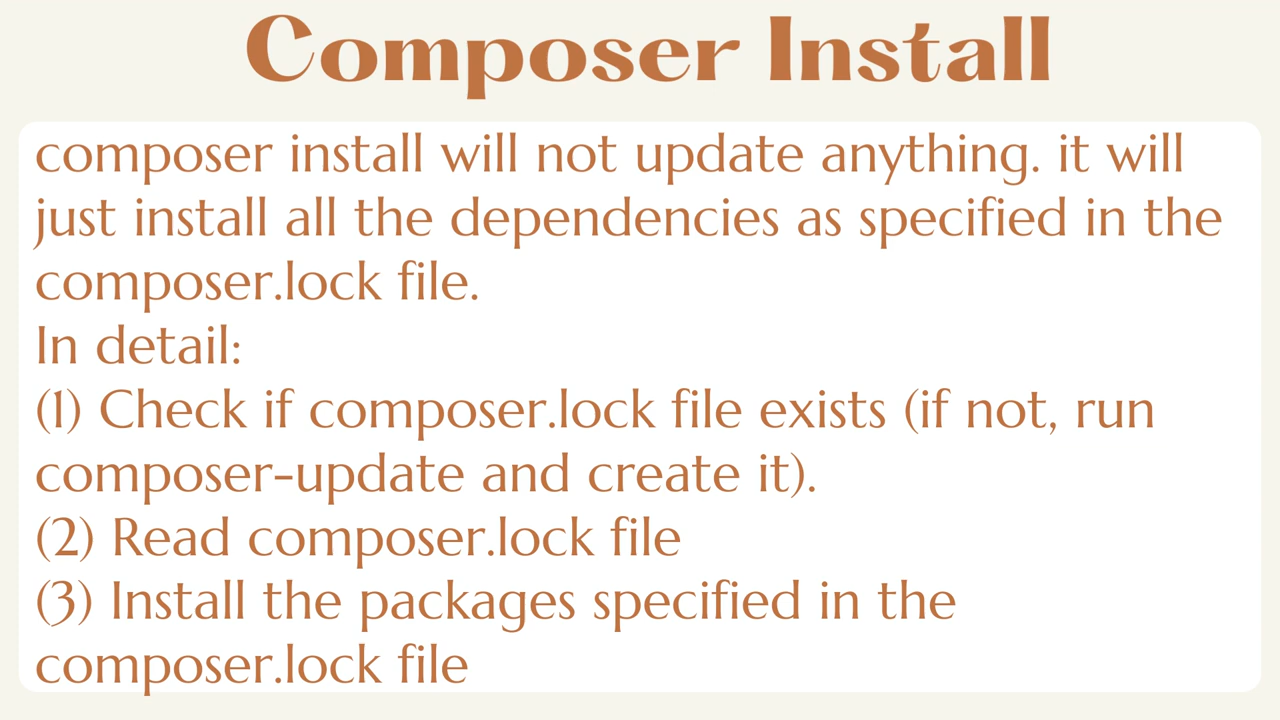 Composer Install
composer install will not update anything. it will
just install all the dependencies as specified in the
composer.lock file.
In detail:
(1) Check if composer.lock file exists (if not, run
composer-update and create it).
(2) Read composer.lock file
(3) Install the packages specified in the
composer.lock file